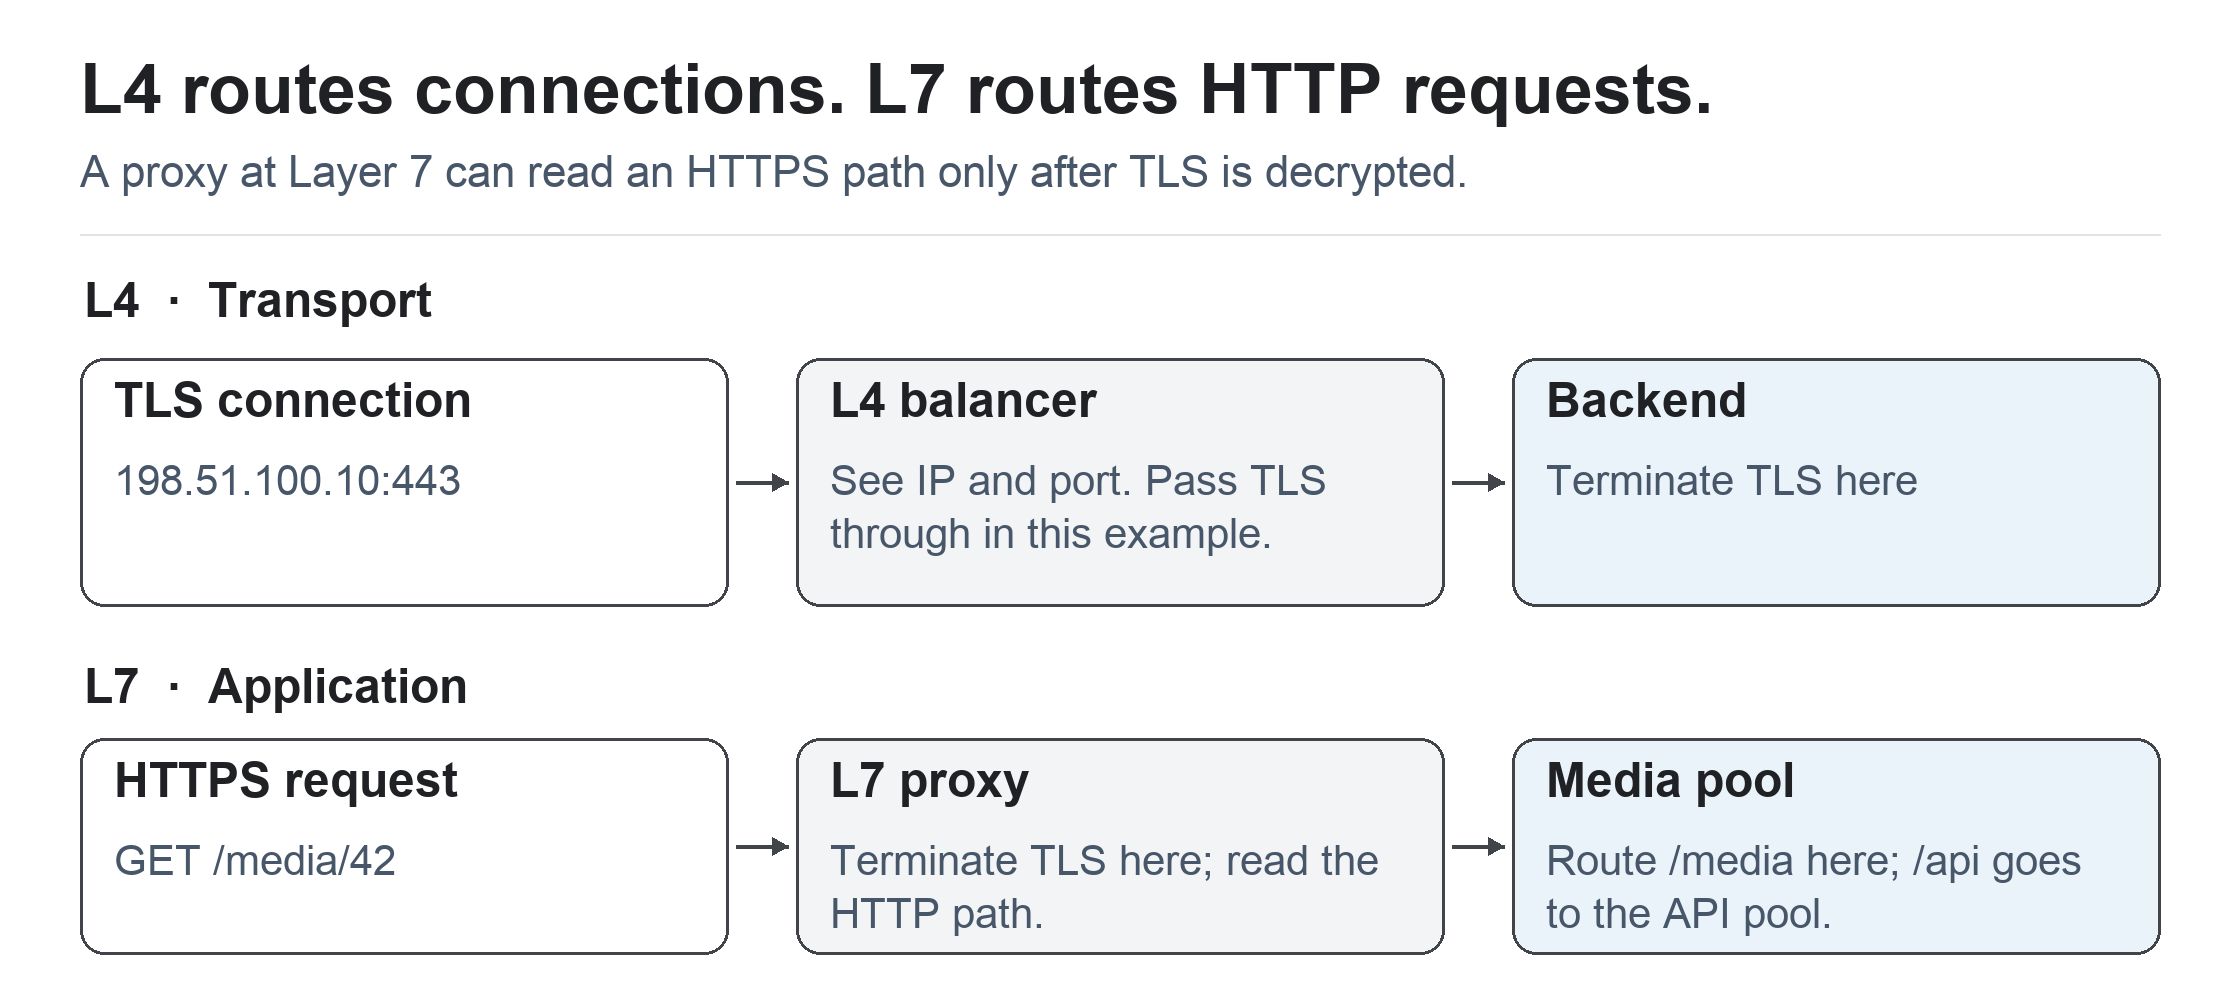 L4 routes connections. L7 routes HTTP requests.
A proxy at Layer 7 can read an HTTPS path only after TLS is decrypted.
L4 · Transport
TLS connection
198.51.100.10:443
L4 balancer
See IP and port. Pass TLS
through in this example.
Backend
Terminate TLS here
L7 · Application
HTTPS request
GET /media/42
L7 proxy
Terminate TLS here; read the
HTTP path.
Media pool
Route /media here; /api goes
to the API pool.